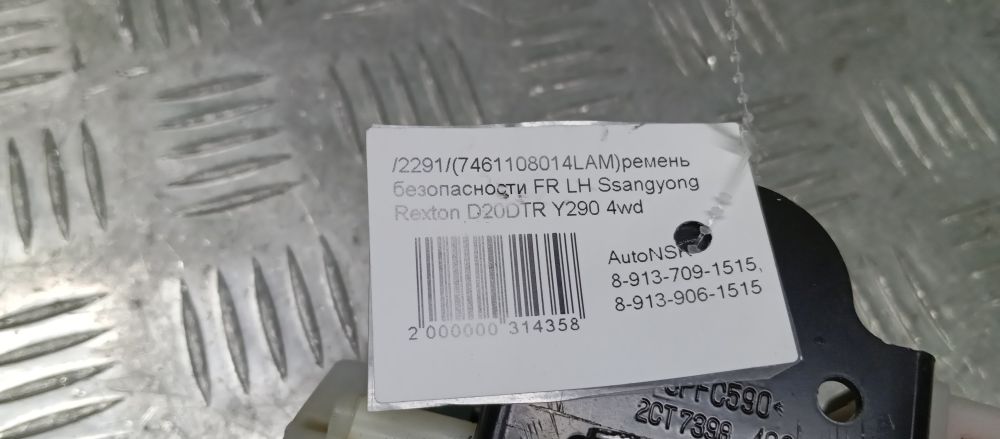 /2291/(7461108014LAM)ремень
безопасности FR LH Ssangyong
Rexton D20DTR Y290 4wd
AutoNSK
8-913-709-1515,
8-913-906-1515
2 000000 314358
2CT7398